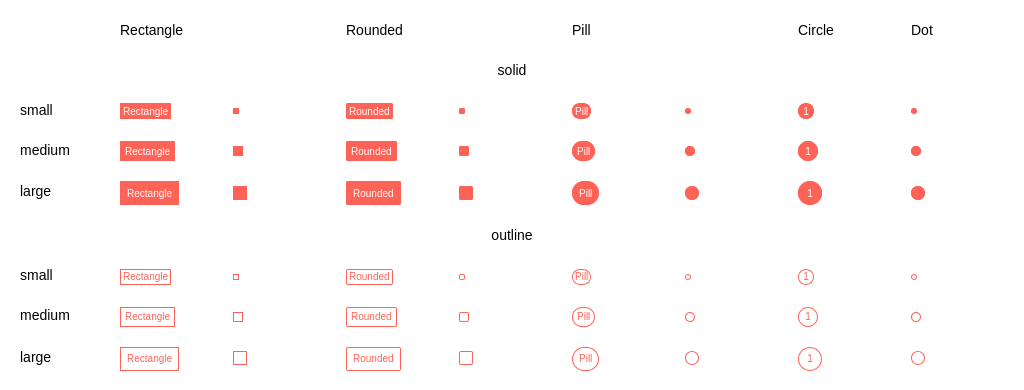 Rectangle Rounded Pill Circle Dot
solid
small Rectangle Rounded Pill 1
medium Rectangle Rounded Pill 1
large Rectangle Rounded Pill 1
outline
small Rectangle Rounded Pill 1
medium Rectangle Rounded Pill 1
large Rectangle Rounded Pill 1